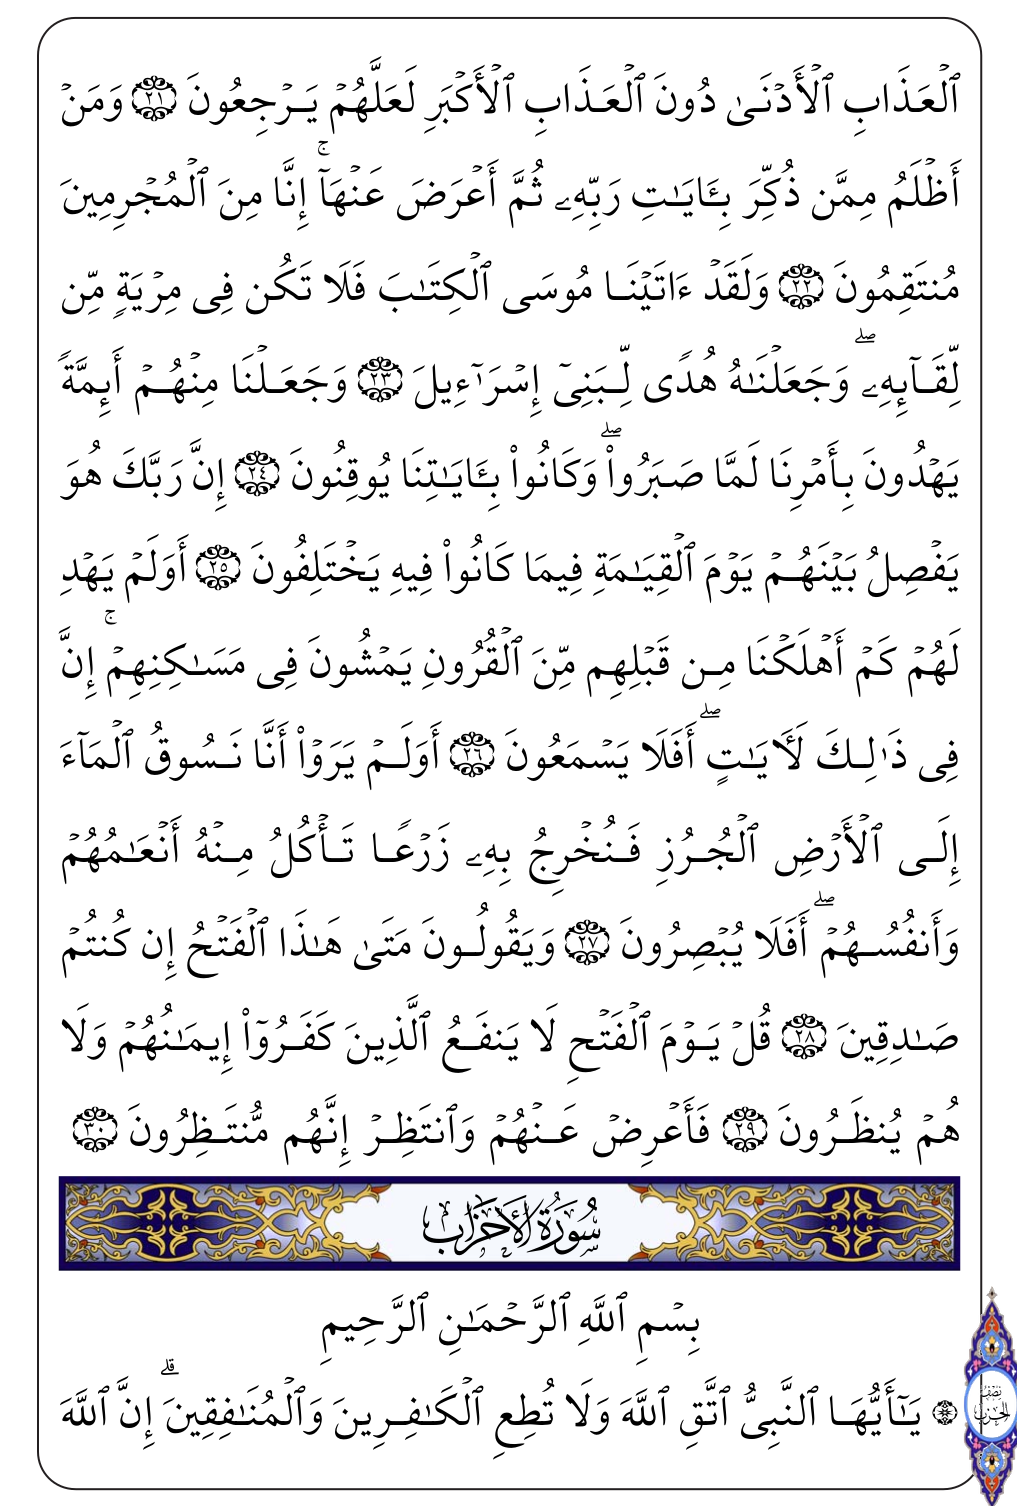 ٱلۡعَذَابِ ٱلۡأَدۡنَىٰ دُونَ ٱلۡعَذَابِ ٱلۡأَكۡبَرِ لَعَلَّهُمۡ يَرۡجِعُونَ ٢١ وَمَنۡ
أَظۡلَمُ مِمَّن ذُكِّرَ بِـَٔايَٰتِ رَبِّهِۦ ثُمَّ أَعۡرَضَ عَنۡهَآۚ إِنَّا مِنَ ٱلۡمُجۡرِمِينَ
مُنتَقِمُونَ ٢٢ وَلَقَدۡ ءَاتَيۡنَا مُوسَى ٱلۡكِتَٰبَ فَلَا تَكُن فِي مِرۡيَةٖ مِّن
لِّقَآئِهِۦۖ وَجَعَلۡنَٰهُ هُدٗى لِّبَنِيٓ إِسۡرَٰٓءِيلَ ٢٣ وَجَعَلۡنَا مِنۡهُمۡ أَئِمَّةٗ
يَهۡدُونَ بِأَمۡرِنَا لَمَّا صَبَرُواْۖ وَكَانُواْ بِـَٔايَٰتِنَا يُوقِنُونَ ٢٤ إِنَّ رَبَّكَ هُوَ
يَفۡصِلُ بَيۡنَهُمۡ يَوۡمَ ٱلۡقِيَٰمَةِ فِيمَا كَانُواْ فِيهِ يَخۡتَلِفُونَ ٢٥ أَوَلَمۡ يَهۡدِ
لَهُمۡ كَمۡ أَهۡلَكۡنَا مِن قَبۡلِهِم مِّنَ ٱلۡقُرُونِ يَمۡشُونَ فِي مَسَٰكِنِهِمۡۚ إِنَّ
فِي ذَٰلِكَ لَأٓيَٰتٍۖ أَفَلَا يَسۡمَعُونَ ٢٦ أَوَلَمۡ يَرَوۡاْ أَنَّا نَسُوقُ ٱلۡمَآءَ
إِلَى ٱلۡأَرۡضِ ٱلۡجُرُزِ فَنُخۡرِجُ بِهِۦ زَرۡعٗا تَأۡكُلُ مِنۡهُ أَنۡعَٰمُهُمۡ
وَأَنفُسُهُمۡۖ أَفَلَا يُبۡصِرُونَ ٢٧ وَيَقُولُونَ مَتَىٰ هَٰذَا ٱلۡفَتۡحُ إِن كُنتُمۡ
صَٰدِقِينَ ٢٨ قُلۡ يَوۡمَ ٱلۡفَتۡحِ لَا يَنفَعُ ٱلَّذِينَ كَفَرُوٓاْ إِيمَٰنُهُمۡ وَلَا
هُمۡ يُنظَرُونَ ٢٩ فَأَعۡرِضۡ عَنۡهُمۡ وَٱنتَظِرۡ إِنَّهُم مُّنتَظِرُونَ ٣٠
سُورَةُ الأَحْزَابِ
بِسۡمِ ٱللَّهِ ٱلرَّحۡمَٰنِ ٱلرَّحِيمِ
۞ يَٰٓأَيُّهَا ٱلنَّبِيُّ ٱتَّقِ ٱللَّهَ وَلَا تُطِعِ ٱلۡكَٰفِرِينَ وَٱلۡمُنَٰفِقِينَۚ إِنَّ ٱللَّهَ
نِصْفُ
الحِزْبِ